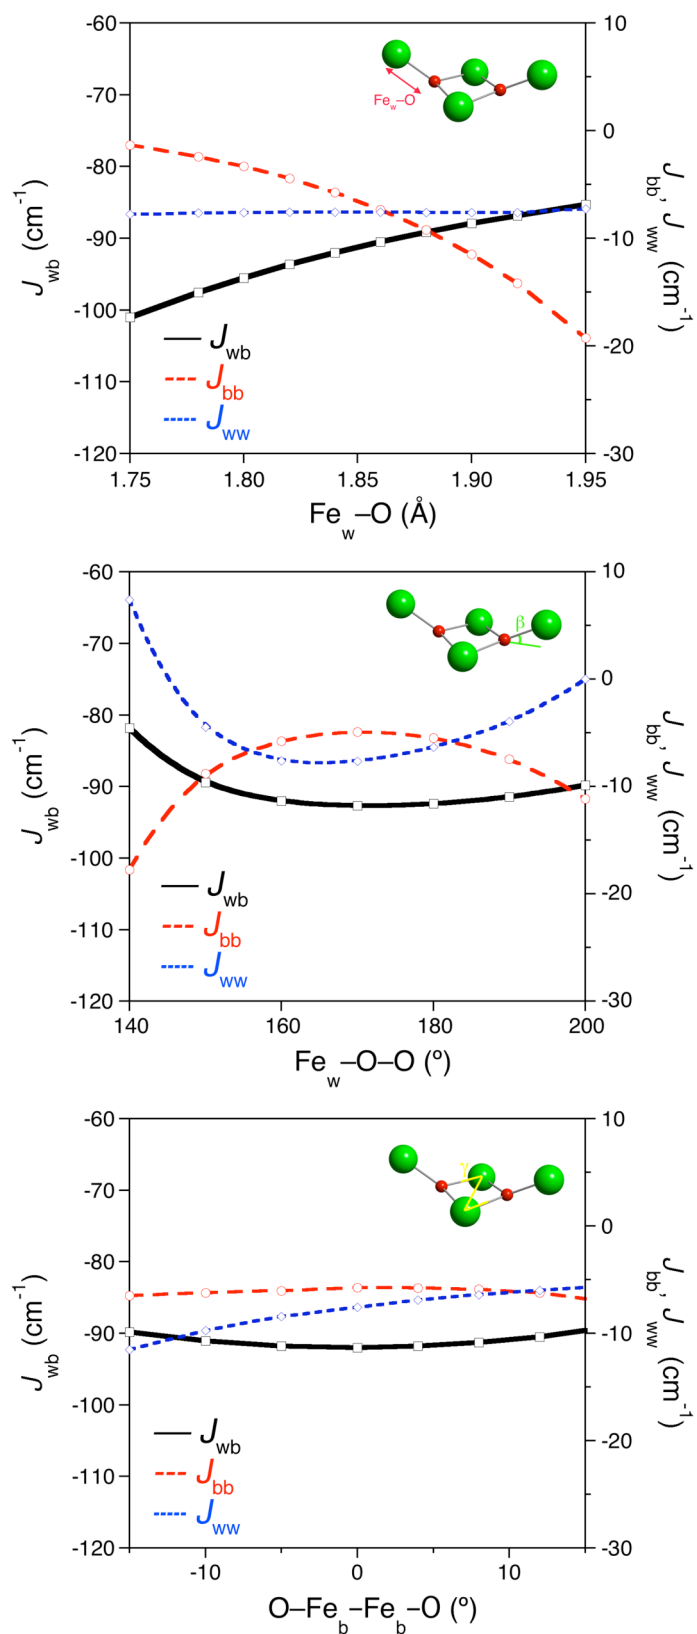 -60
-70
-80
-90
-100
-110
-120
10
0
-10
-20
-30
J_wb (cm⁻¹)
J_bb, J_ww (cm⁻¹)
Fe_w–O
J_wb
J_bb
J_ww
1.75
1.80
1.85
1.90
1.95
Fe_w–O (Å)
-60
-70
-80
-90
-100
-110
-120
10
0
-10
-20
-30
J_wb (cm⁻¹)
J_bb, J_ww (cm⁻¹)
β
J_wb
J_bb
J_ww
140
160
180
200
Fe_w–O–O (º)
-60
-70
-80
-90
-100
-110
-120
10
0
-10
-20
-30
J_wb (cm⁻¹)
J_bb, J_ww (cm⁻¹)
γ
J_wb
J_bb
J_ww
-10
0
10
O–Fe_b–Fe_b–O (º)